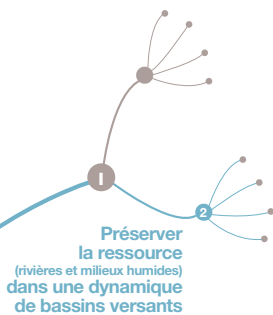 I
2
Préserver
la ressource
(rivières et milieux humides)
dans une dynamique
de bassins versants